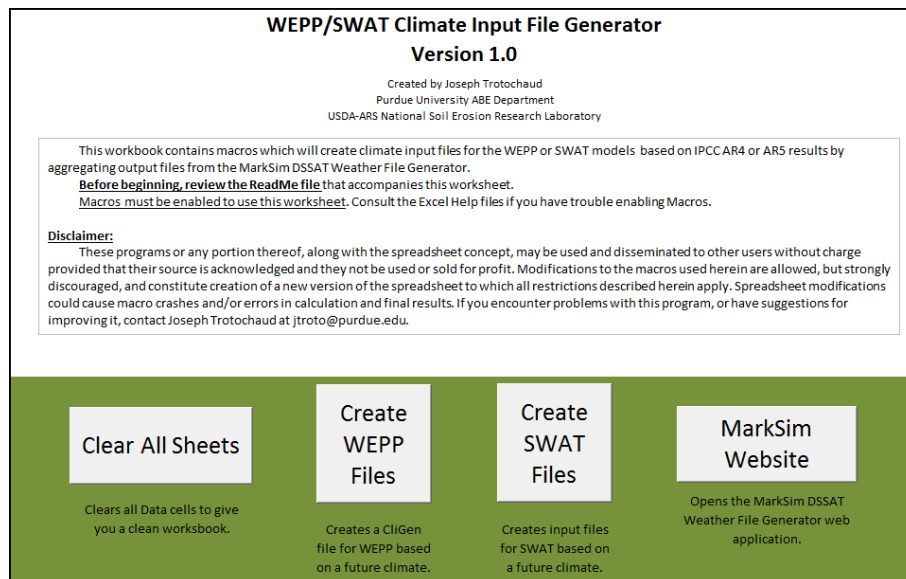 WEPP/SWAT Climate Input File Generator
Version 1.0
Created by Joseph Trotochaud
Purdue University ABE Department
USDA-ARS National Soil Erosion Research Laboratory
This workbook contains macros which will create climate input files for the WEPP or SWAT models based on IPCC AR4 or AR5 results by
aggregating output files from the MarkSim DSSAT Weather File Generator.
Before beginning, review the ReadMe file that accompanies this worksheet.
Macros must be enabled to use this worksheet. Consult the Excel Help files if you have trouble enabling Macros.
Disclaimer:
These programs or any portion thereof, along with the spreadsheet concept, may be used and disseminated to other users without charge
provided that their source is acknowledged and they not be used or sold for profit. Modifications to the macros used herein are allowed, but strongly
discouraged, and constitute creation of a new version of the spreadsheet to which all restrictions described herein apply. Spreadsheet modifications
could cause macro crashes and/or errors in calculation and final results. If you encounter problems with this program, or have suggestions for
improving it, contact Joseph Trotochaud at jtroto@purdue.edu.
Clear All Sheets
Clears all Data cells to give
you a clean worksbook.
Create
WEPP
Files
Creates a CliGen
file for WEPP based
on a future climate.
Create
SWAT
Files
Creates input files
for SWAT based on
a future climate.
MarkSim
Website
Opens the MarkSim DSSAT
Weather File Generator web
application.